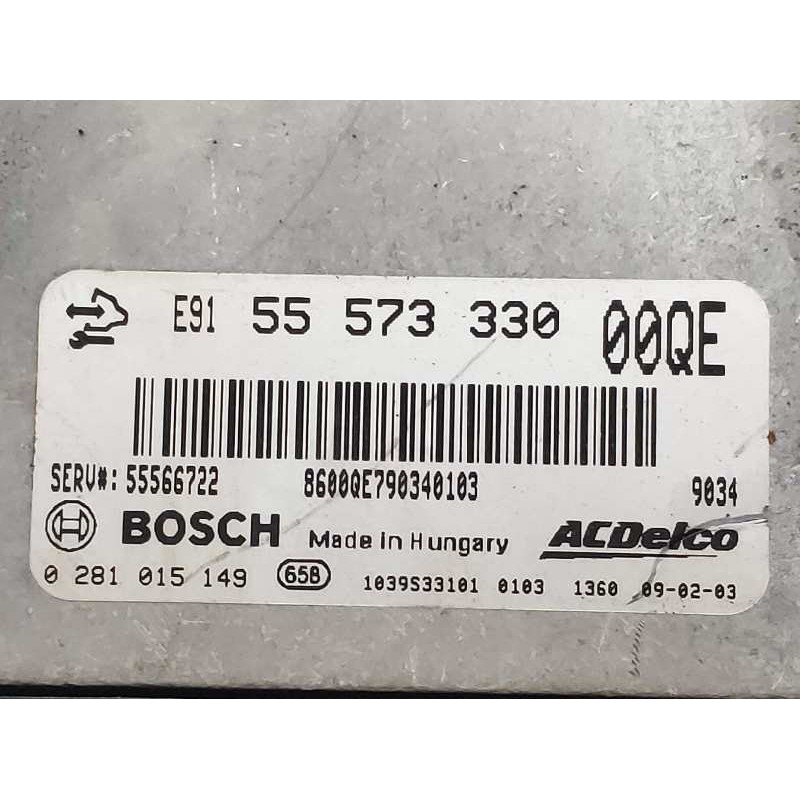 E91 55 573 330 00QE
SERV#: 55566722 8600QE790340103 9034
BOSCH Made in Hungary ACDelco
0 281 015 149 65B 1039S33101 0103 1360 09-02-03